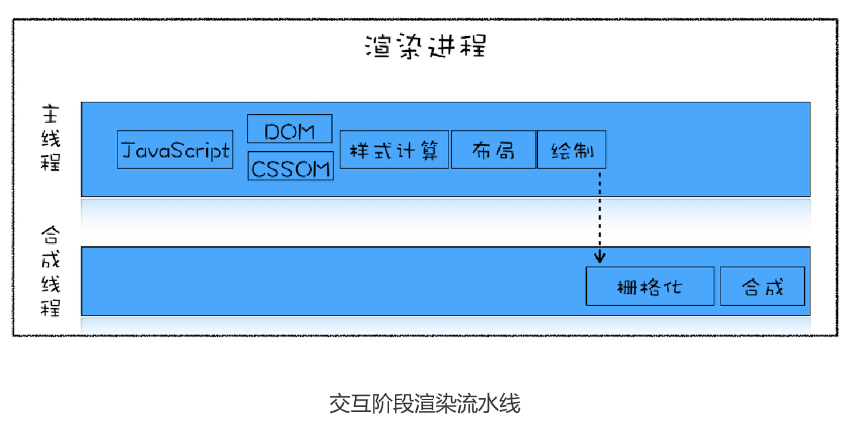 渲染进程
主线程
JavaScript
DOM
CSSOM
样式计算
布局
绘制
合成线程
栅格化
合成
交互阶段渲染流水线